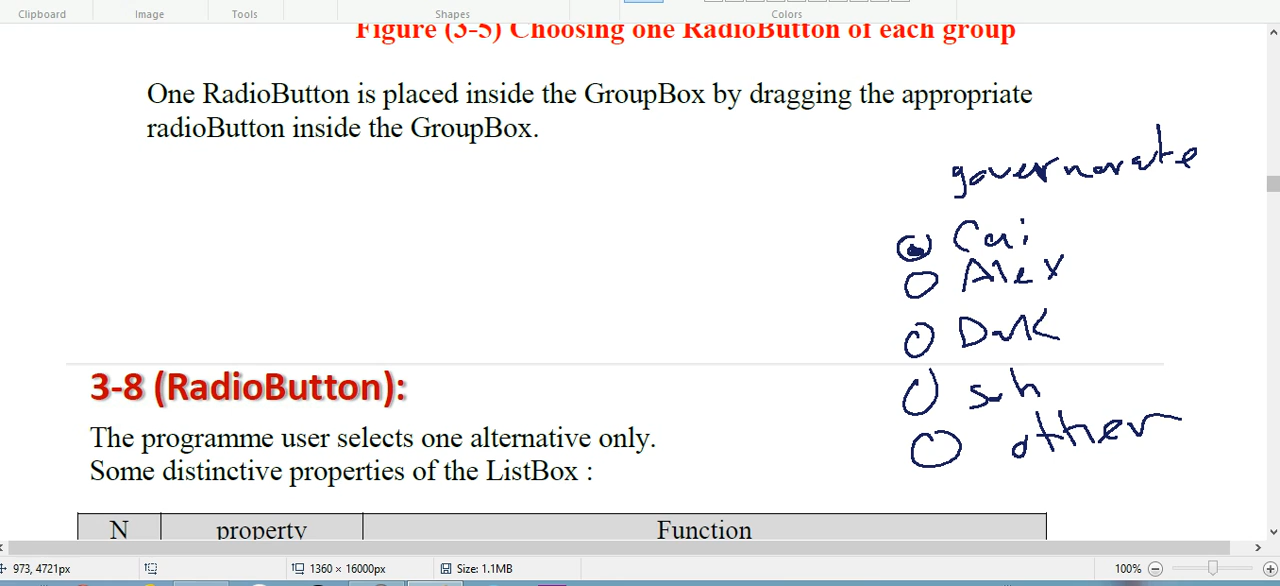 Clipboard
Image
Tools
Shapes
Colors
Figure (3-5) Choosing one RadioButton of each group
One RadioButton is placed inside the GroupBox by dragging the appropriate
radioButton inside the GroupBox.
governorate
Cai
Alex
Dak
sh
other
3-8 (RadioButton):
The programme user selects one alternative only.
Some distinctive properties of the ListBox :
N property Function
973, 4721px
1360 × 16000px
Size: 1.1MB
100%